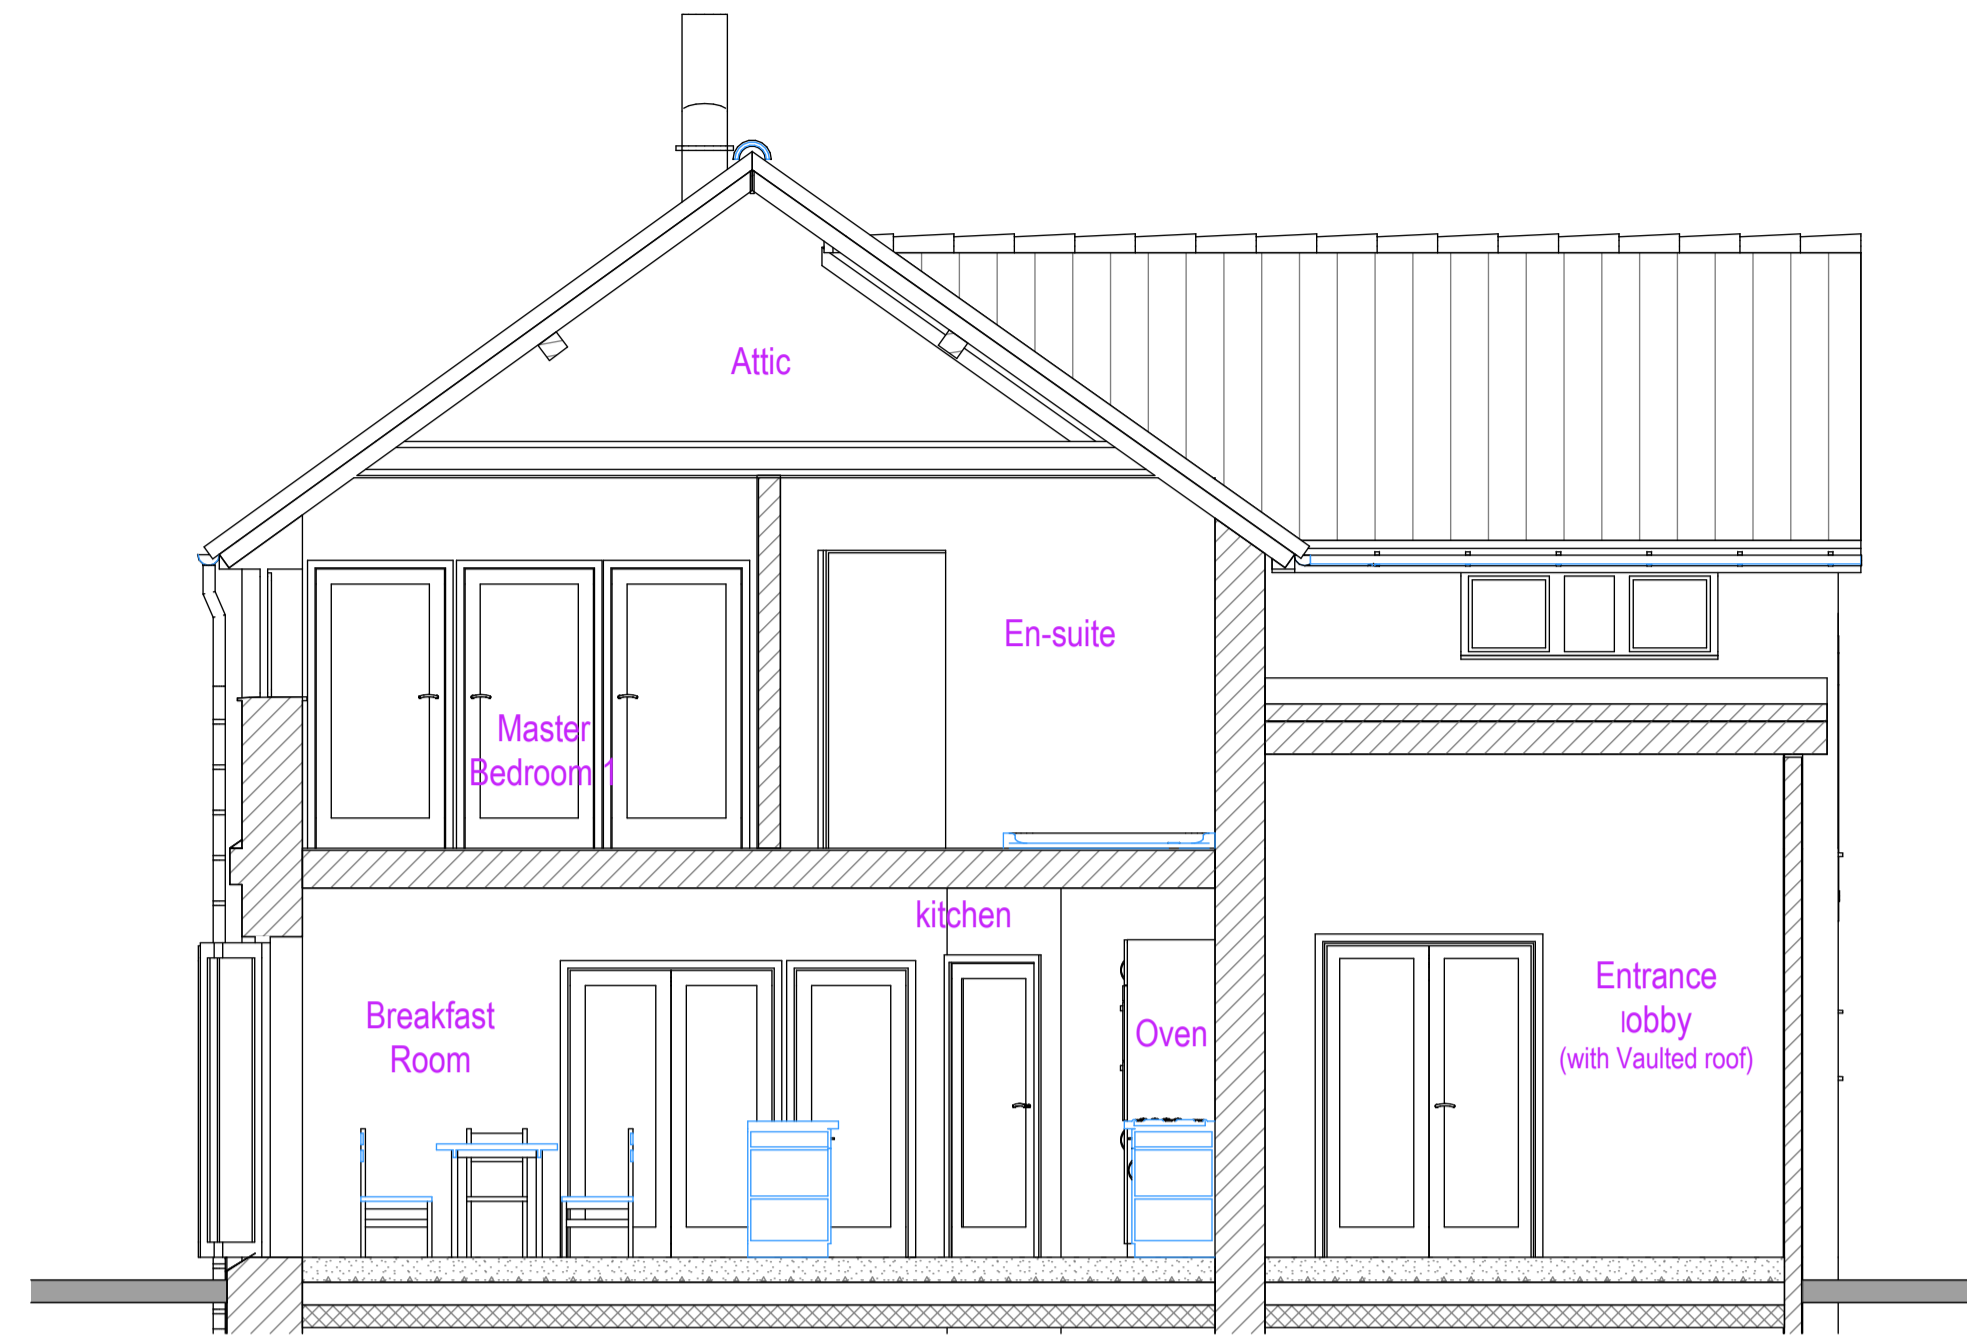 Attic
En-suite
Master
Bedroom 1
kitchen
Breakfast
Room
Oven
Entrance
lobby
(with Vaulted roof)